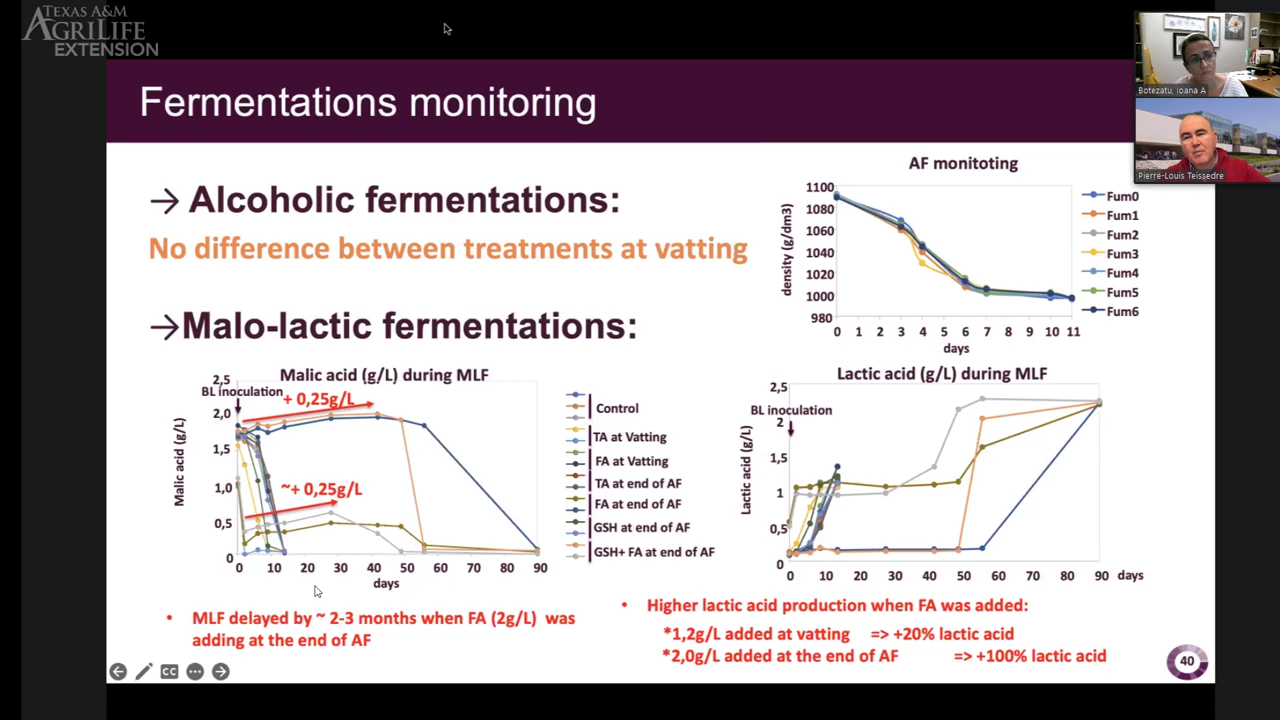 TEXAS A&M
AGRILIFE
EXTENSION
Botezatu, Ioana A
Pierre-Louis Teissedre
Fermentations monitoring
→ Alcoholic fermentations:
No difference between treatments at vatting
→Malo-lactic fermentations:
AF monitoting
density (g/dm3)
1100
1080
1060
1040
1020
1000
980
0 1 2 3 4 5 6 7 8 9 10 11
days
Fum0
Fum1
Fum2
Fum3
Fum4
Fum5
Fum6
Malic acid (g/L) during MLF
BL inoculation
+ 0,25g/L
~+ 0,25g/L
Malic acid (g/L)
2,5
2,0
1,5
1,0
0,5
0
0 10 20 30 40 50 60 70 80 90
days
Control
TA at Vatting
FA at Vatting
TA at end of AF
FA at end of AF
GSH at end of AF
GSH+ FA at end of AF
Lactic acid (g/L) during MLF
BL inoculation
Lactic acid (g/L)
2,5
2
1,5
1
0,5
0
0 10 20 30 40 50 60 70 80 90 days
• MLF delayed by ~ 2-3 months when FA (2g/L) was
adding at the end of AF
• Higher lactic acid production when FA was added:
*1,2g/L added at vatting => +20% lactic acid
*2,0g/L added at the end of AF => +100% lactic acid
CC
40